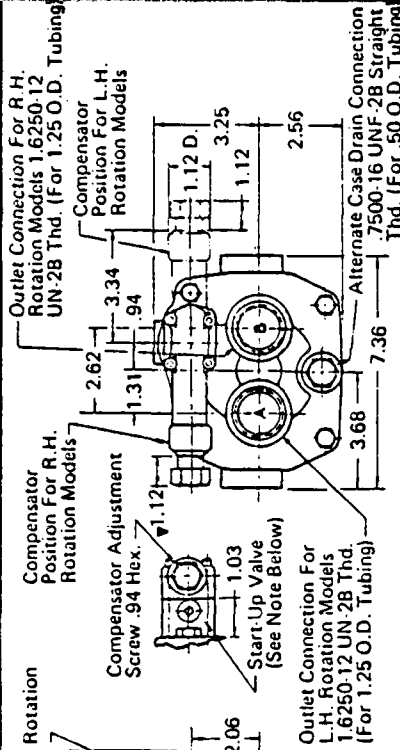 Rotation
2.06
Compensator
Position For R.H.
Rotation Models
Compensator Adjustment
Screw .94 Hex.
▼1.12
1.03
Start-Up Valve
(See Note Below)
Outlet Connection For
L.H. Rotation Models
1.6250-12 UN-2B Thd.
(For 1.25 O.D. Tubing)
Outlet Connection For R.H.
Rotation Models 1.6250-12
UN-2B Thd. (For 1.25 O.D. Tubing)
Compensator
Position For L.H.
Rotation Models
3.34
.94
2.62
1.31
1.12 D.
1.12
3.25
2.56
A
B
3.68
7.36
Alternate Case Drain Connection
.7500-16 UNF-2B Straight
Thd. (For .50 O.D. Tubing)